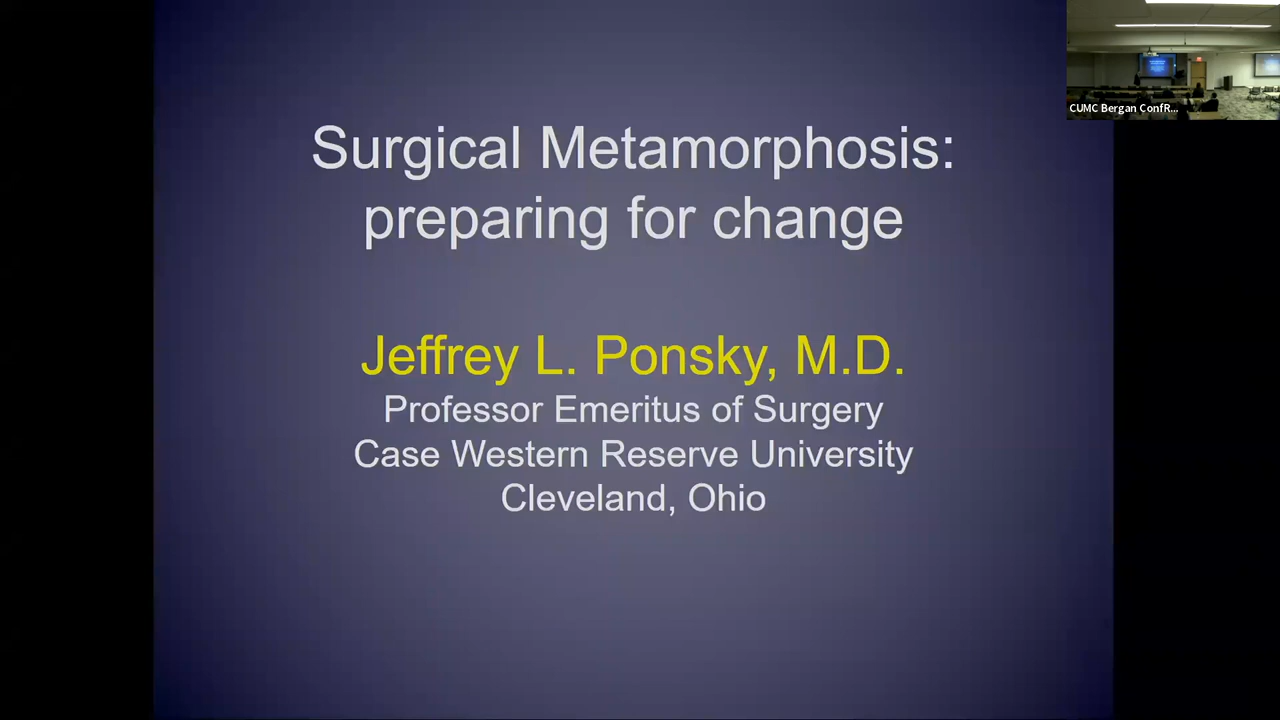 Surgical Metamorphosis:
preparing for change
Jeffrey L. Ponsky, M.D.
Professor Emeritus of Surgery
Case Western Reserve University
Cleveland, Ohio
CUMC Bergan ConfR...